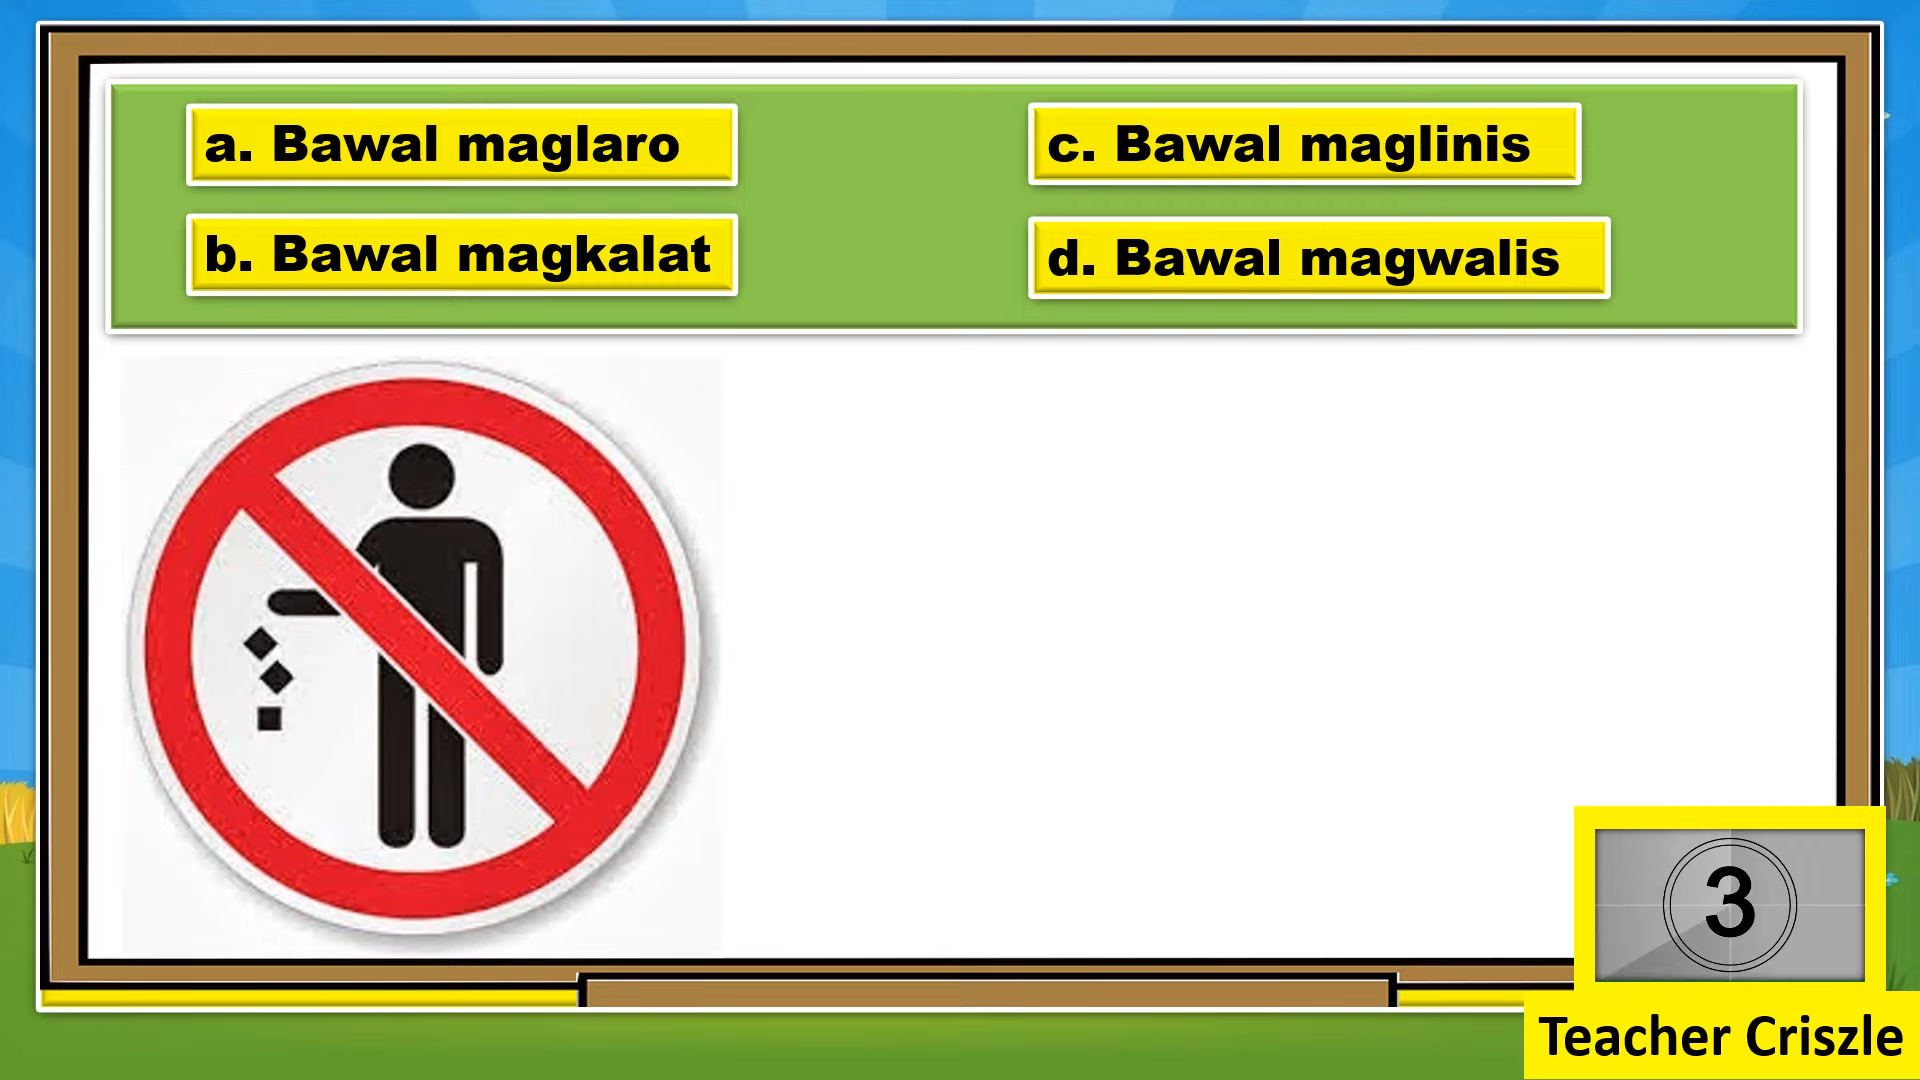 a. Bawal maglaro
b. Bawal magkalat
c. Bawal maglinis
d. Bawal magwalis
3
Teacher Criszle